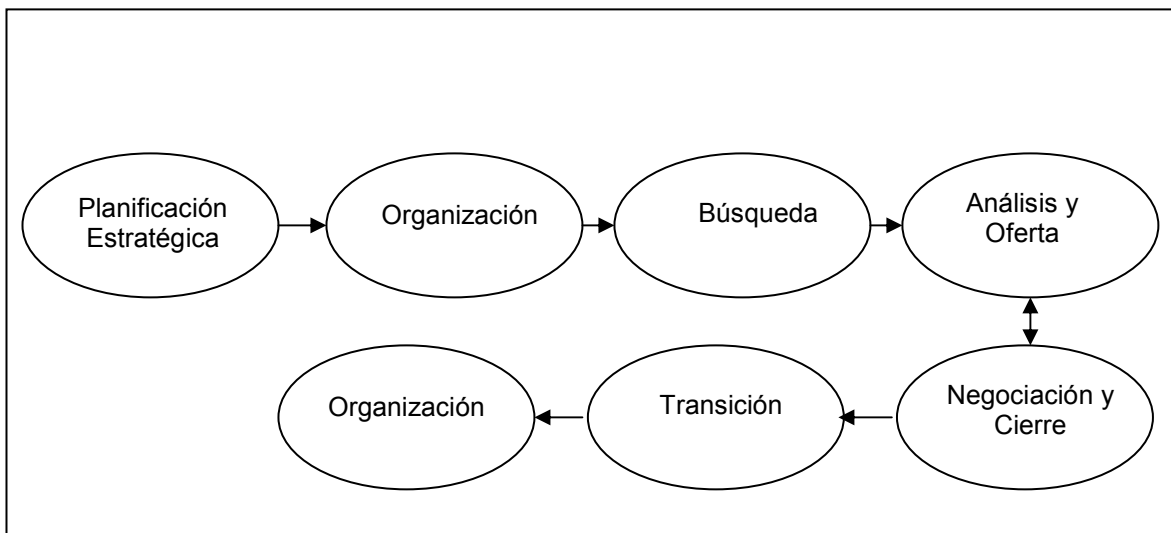 Planificación
Estratégica
Organización
Búsqueda
Análisis y
Oferta
Negociación y
Cierre
Transición
Organización